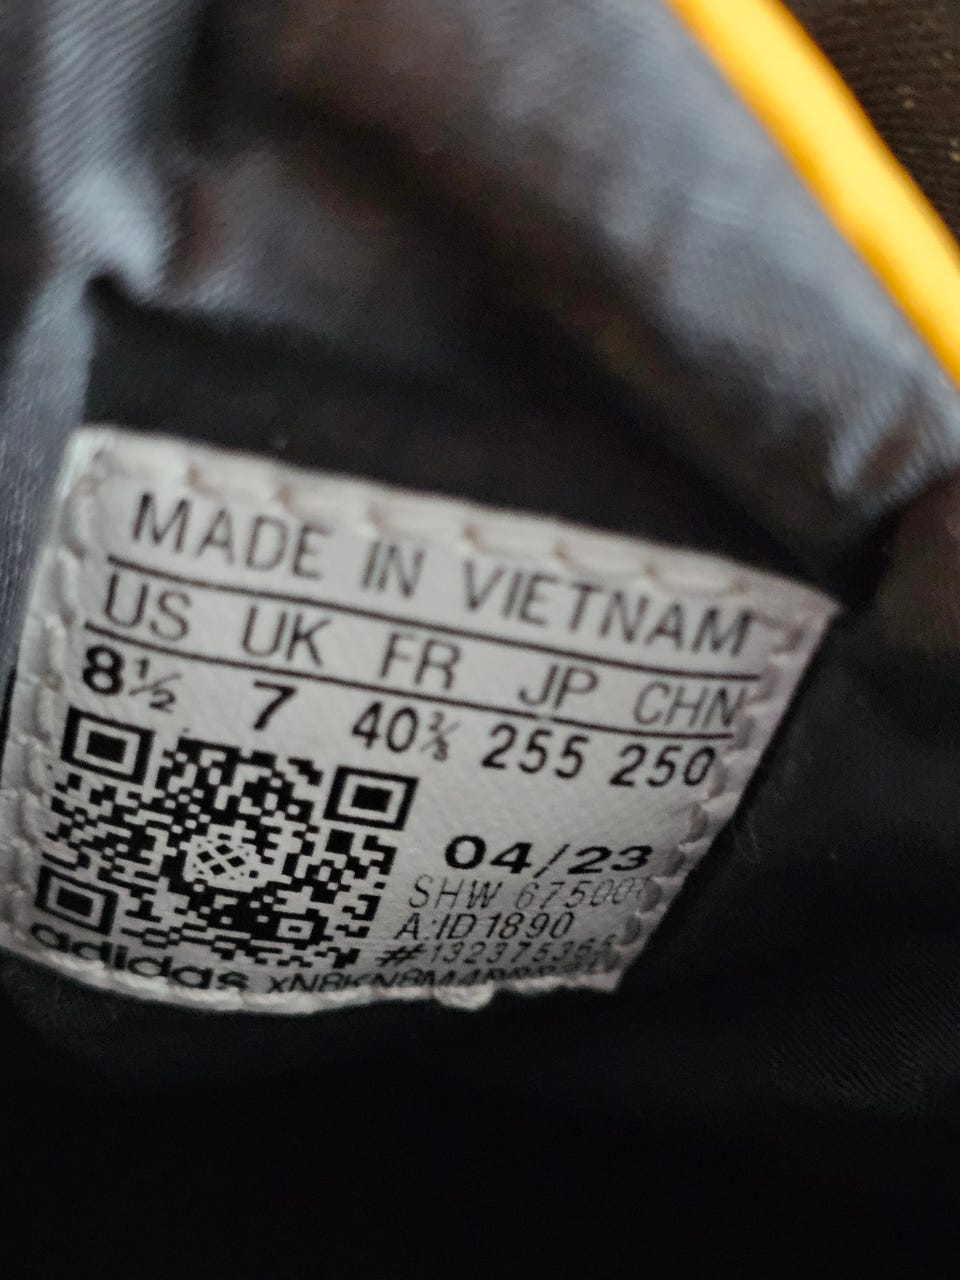 MADE IN VIETNAM
US UK FR JP CHN
8½ 7 40⅔ 255 250
04/23
SHW
A:ID1890
adidas